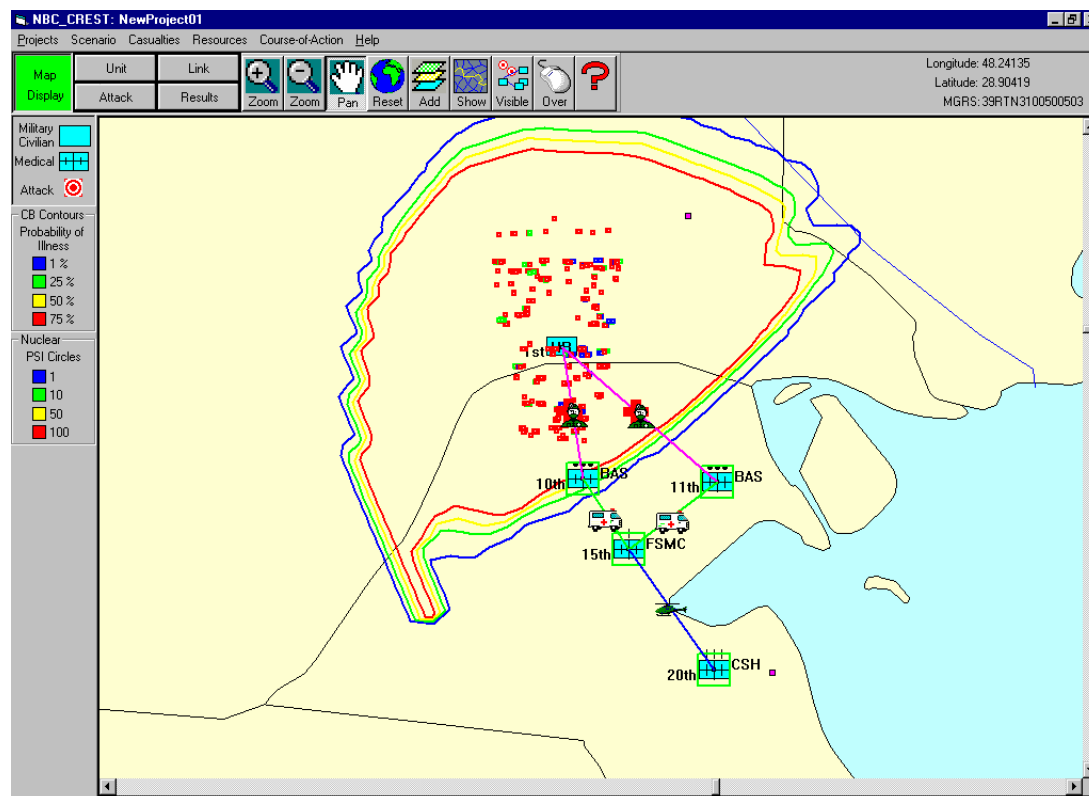 NBC_CREST: NewProject01
Projects Scenario Casualties Resources Course-of-Action Help
Map Display
Unit
Link
Attack
Results
Zoom
Zoom
Pan
Reset
Add
Show
Visible
Over
Longitude: 48.24135
Latitude: 28.90419
MGRS: 39RTN3100500503
Military
Civilian
Medical
Attack
CB Contours
Probability of
Illness
1 %
25 %
50 %
75 %
Nuclear
PSI Circles
1
10
50
100
1st
10th
BAS
11th
BAS
15th
FSMC
20th
CSH